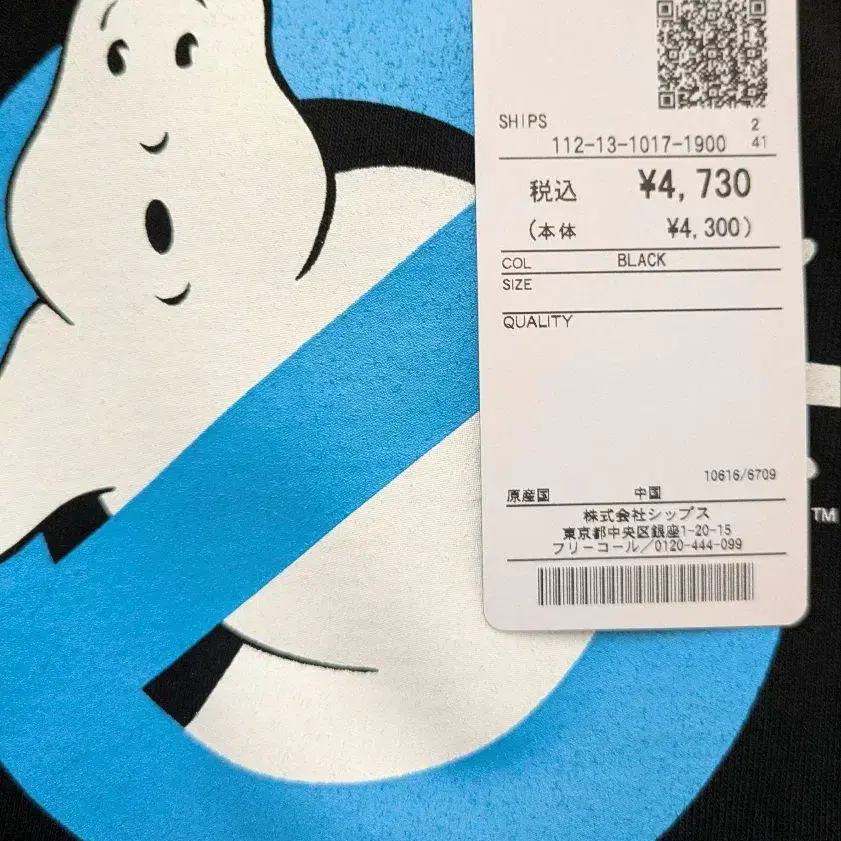 SHIPS
2
112-13-1017-1900 41
税込 ¥4,730
(本体 ¥4,300)
COL BLACK
SIZE
QUALITY
10616/6709
原産国 中国
株式会社シップス
東京都中央区銀座1-20-15
フリーコール/0120-444-099
TM